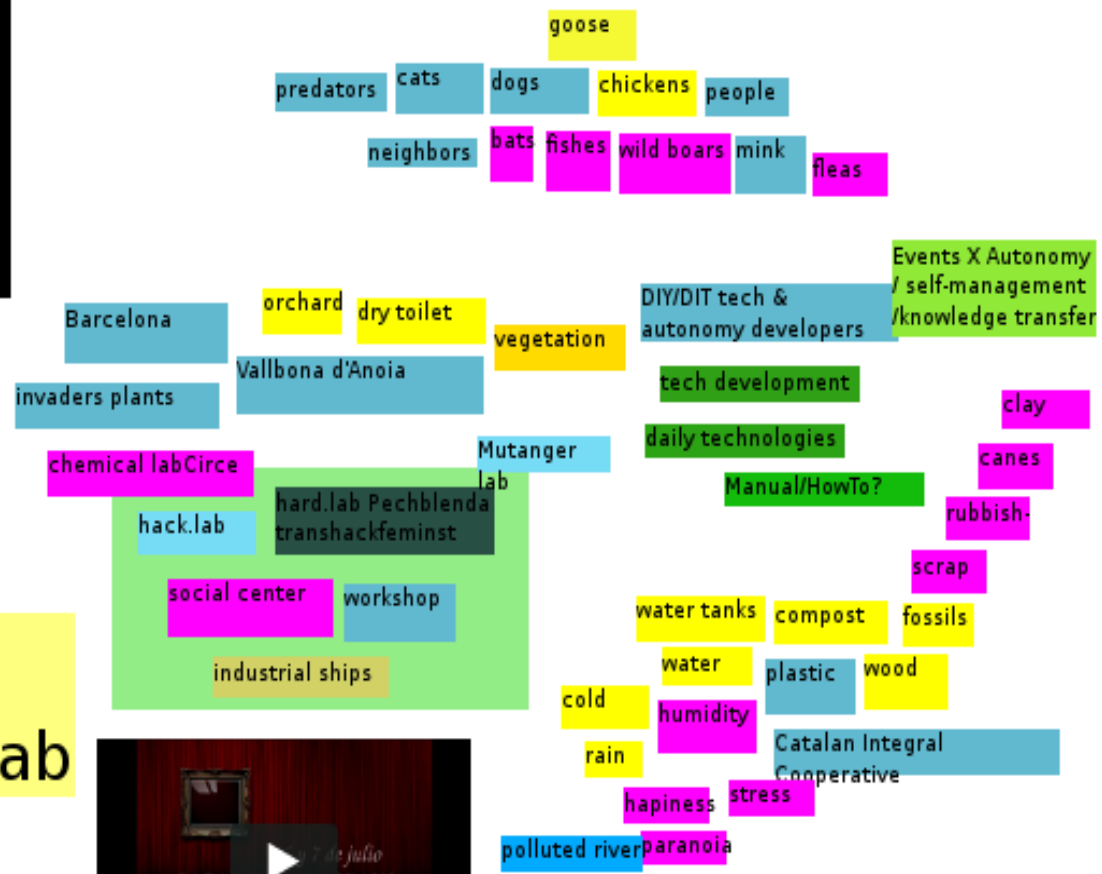 goose
predators
cats
dogs
chickens
people
neighbors
bats
fishes
wild boars
mink
fleas
Events X Autonomy
/ self-management
/knowledge transfer
DIY/DIT tech &
autonomy developers
Barcelona
orchard
dry toilet
vegetation
Vallbona d'Anoia
invaders plants
tech development
clay
daily technologies
canes
Manual/HowTo?
rubbish-
scrap
chemical labCirce
Mutanger
lab
hard.lab Pechblenda
transhackfeminst
hack.lab
social center
workshop
industrial ships
water tanks
compost
fossils
water
plastic
wood
cold
humidity
rain
Catalan Integral
Cooperative
hapiness
stress
polluted river
paranoia
ab
7 de julio